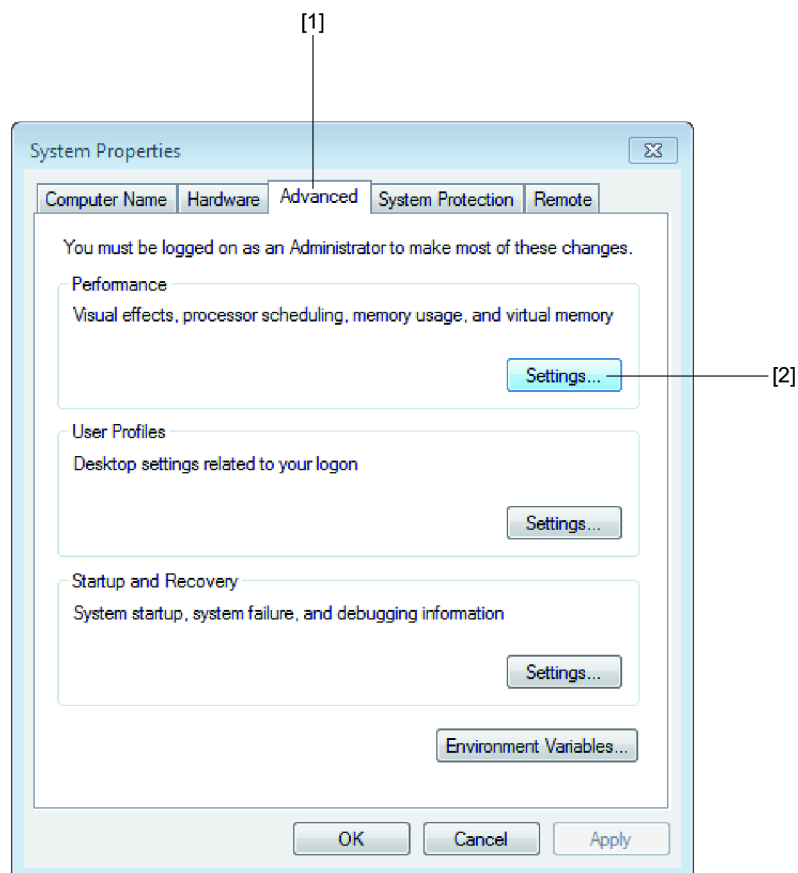 [1]
System Properties
Computer Name Hardware Advanced System Protection Remote
You must be logged on as an Administrator to make most of these changes.
Performance
Visual effects, processor scheduling, memory usage, and virtual memory
Settings...
[2]
User Profiles
Desktop settings related to your logon
Settings...
Startup and Recovery
System startup, system failure, and debugging information
Settings...
Environment Variables...
OK Cancel Apply